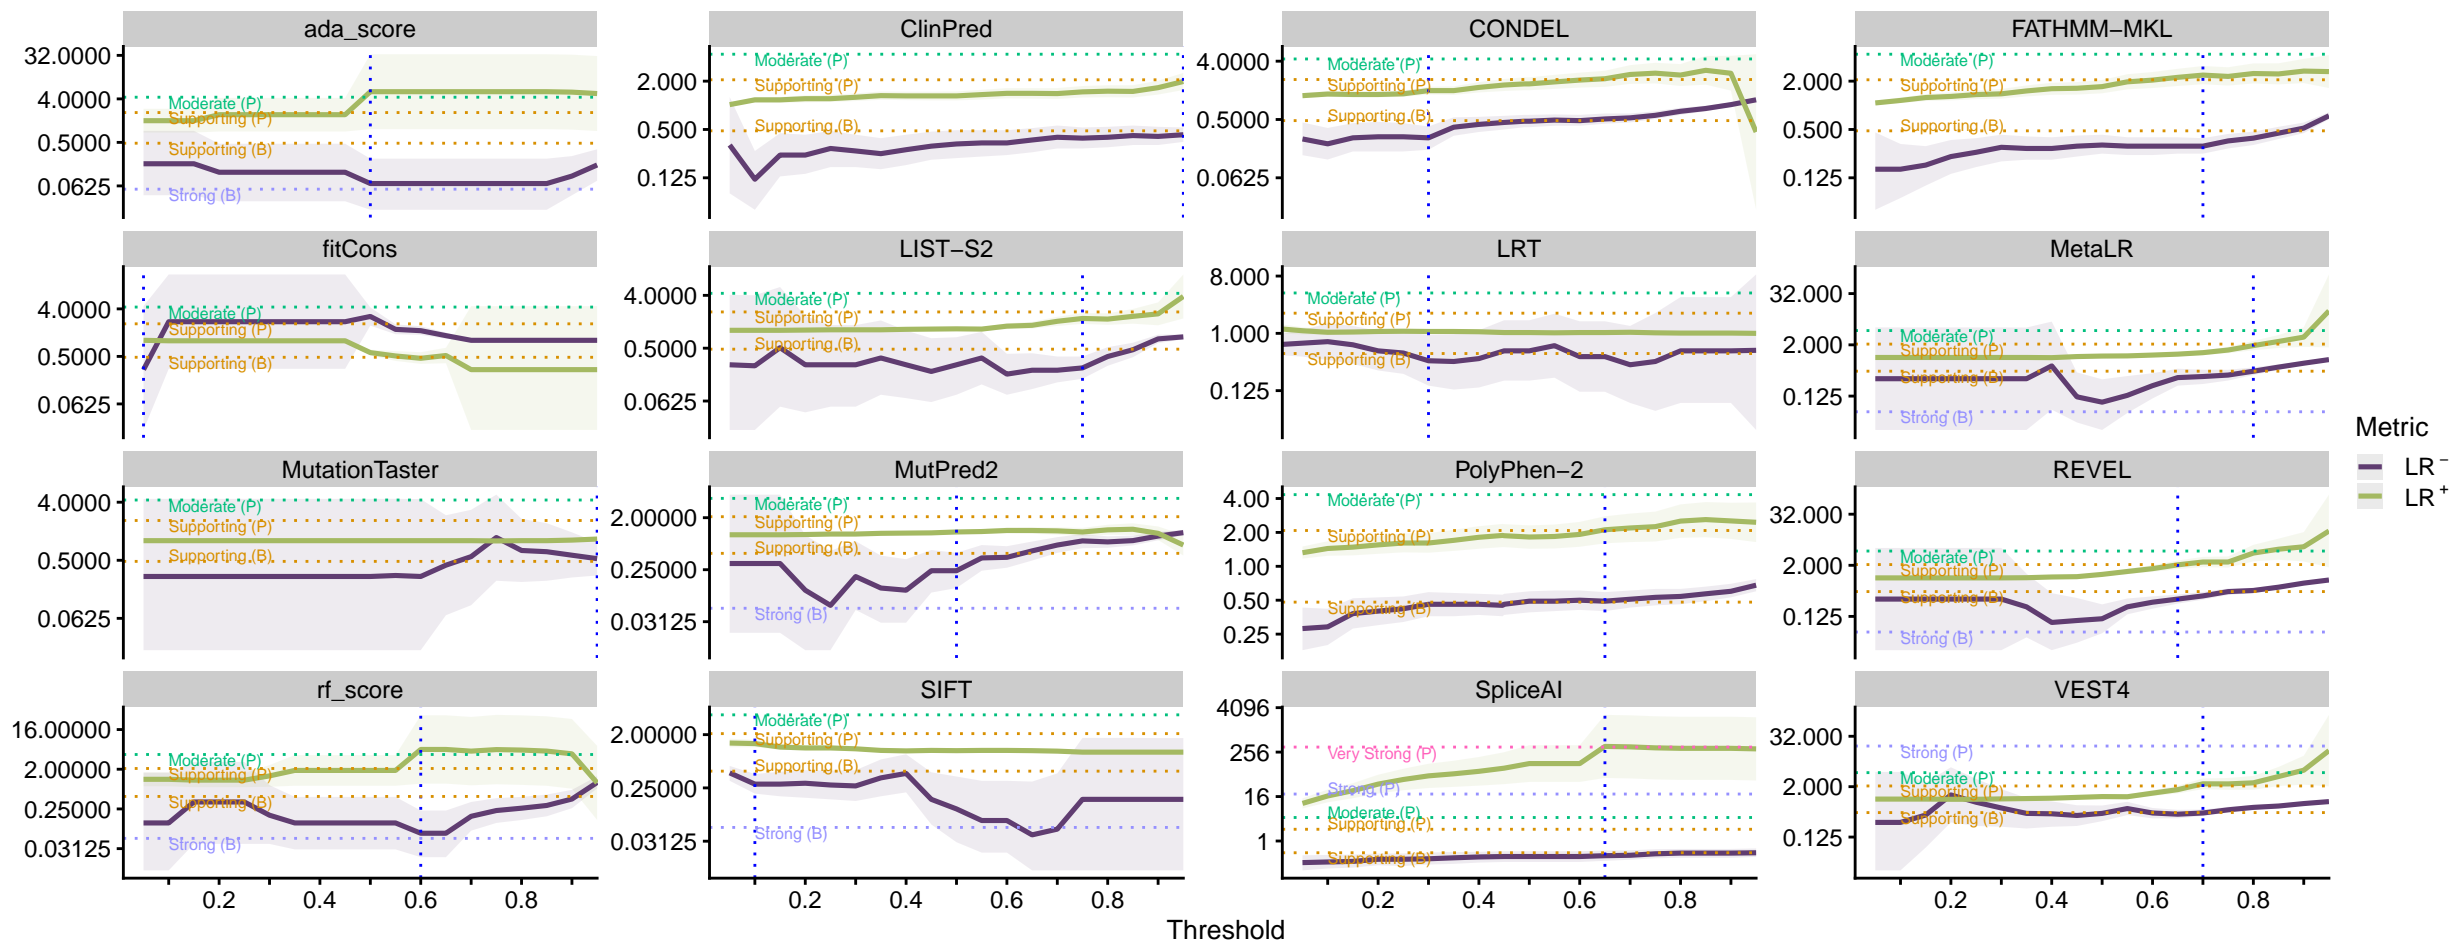 ada_score
ClinPred
CONDEL
FATHMM−MKL
32.0000
4.0000
0.5000
0.0625
Moderate (P)
Supporting (P)
Supporting (B)
Strong (B)
2.000
0.500
0.125
Moderate (P)
Supporting (P)
Supporting (B)
4.0000
0.5000
0.0625
Moderate (P)
Supporting (P)
Supporting (B)
2.000
0.500
0.125
Moderate (P)
Supporting (P)
Supporting (B)
fitCons
LIST−S2
LRT
MetaLR
4.0000
0.5000
0.0625
Moderate (P)
Supporting (P)
Supporting (B)
4.0000
0.5000
0.0625
Moderate (P)
Supporting (P)
Supporting (B)
8.000
1.000
0.125
Moderate (P)
Supporting (P)
Supporting (B)
32.000
2.000
0.125
Moderate (P)
Supporting (P)
Supporting (B)
Strong (B)
MutationTaster
MutPred2
PolyPhen−2
REVEL
4.0000
0.5000
0.0625
Moderate (P)
Supporting (P)
Supporting (B)
2.00000
0.25000
0.03125
Moderate (P)
Supporting (P)
Supporting (B)
Strong (B)
4.00
2.00
1.00
0.50
0.25
Moderate (P)
Supporting (P)
Supporting (B)
32.000
2.000
0.125
Moderate (P)
Supporting (P)
Supporting (B)
Strong (B)
rf_score
SIFT
SpliceAI
VEST4
16.00000
2.00000
0.25000
0.03125
Moderate (P)
Supporting (P)
Supporting (B)
Strong (B)
2.00000
0.25000
0.03125
Moderate (P)
Supporting (P)
Supporting (B)
Strong (B)
4096
256
16
1
Very Strong (P)
Strong (P)
Moderate (P)
Supporting (P)
Supporting (B)
32.000
2.000
0.125
Strong (P)
Moderate (P)
Supporting (P)
Supporting (B)
0.2 0.4 0.6 0.8
0.2 0.4 0.6 0.8
0.2 0.4 0.6 0.8
0.2 0.4 0.6 0.8
Threshold
Metric
LR−
LR+